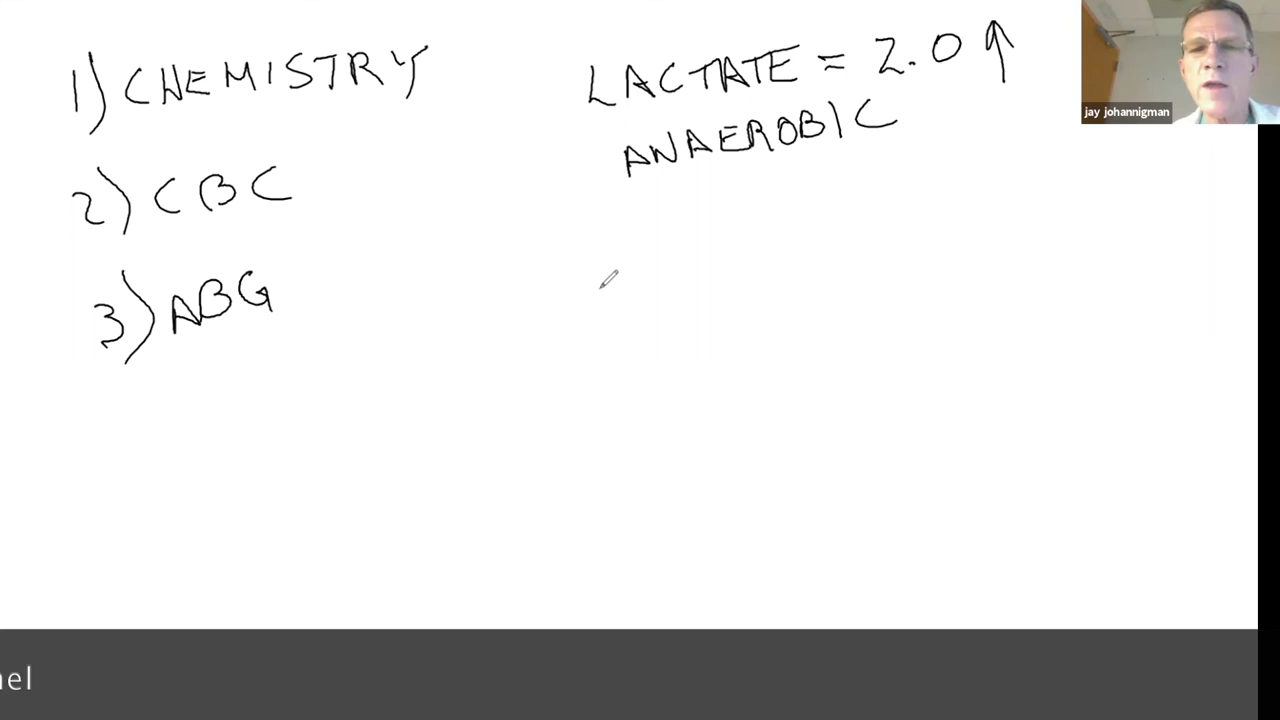 1) CHEMISTRY
2) CBC
3) ABG
LACTATE = 2.0 ↑
ANAEROBIC
jay johannigman
nel